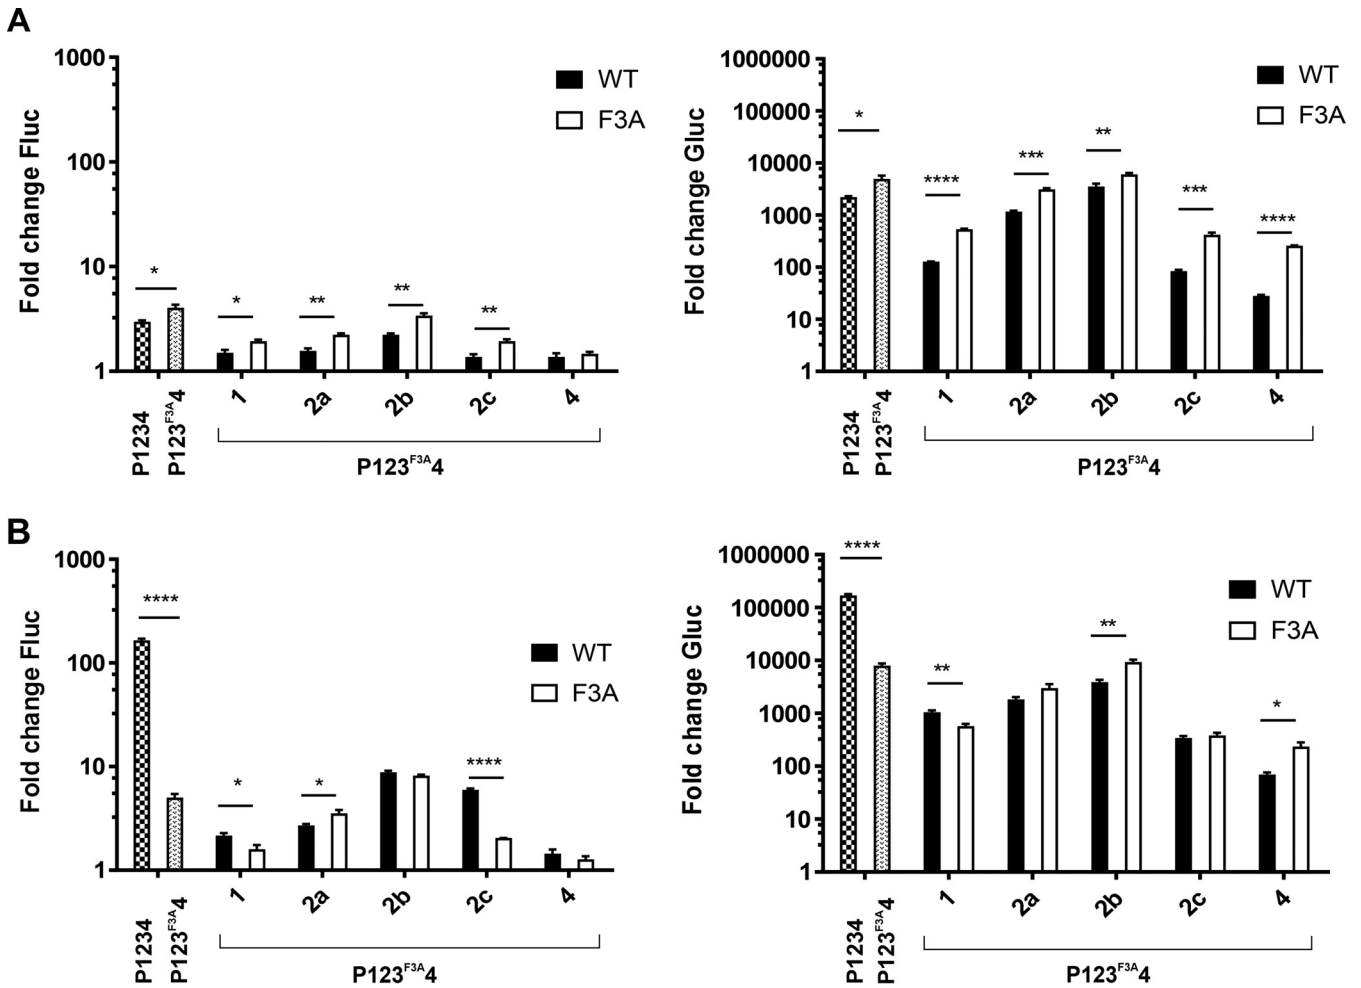 A
Fold change Fluc
1000
100
10
1
WT
F3A
*
*
**
**
**
P1234
P123F3A4
1
2a
2b
2c
4
P123F3A4
Fold change Gluc
1000000
100000
10000
1000
100
10
1
WT
F3A
*
****
***
**
***
****
P1234
P123F3A4
1
2a
2b
2c
4
P123F3A4
B
Fold change Fluc
1000
100
10
1
WT
F3A
****
*
*
****
P1234
P123F3A4
1
2a
2b
2c
4
P123F3A4
Fold change Gluc
1000000
100000
10000
1000
100
10
1
WT
F3A
****
**
**
*
P1234
P123F3A4
1
2a
2b
2c
4
P123F3A4